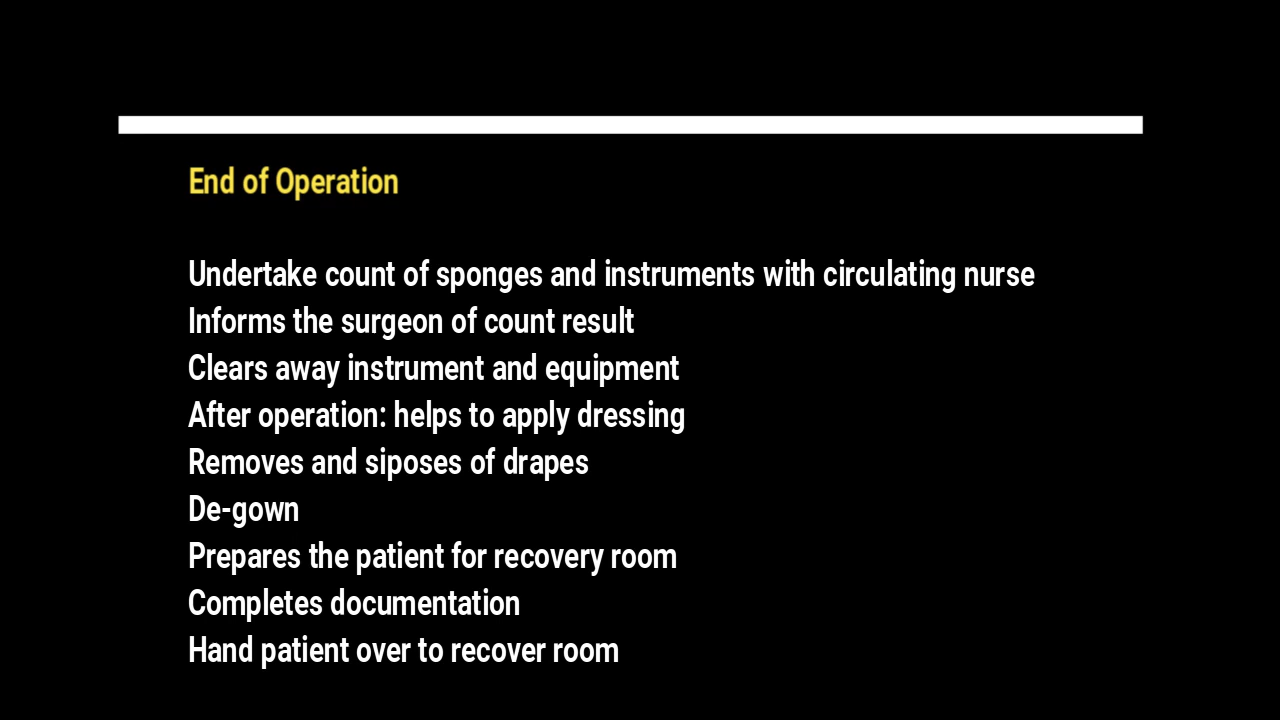 End of Operation
Undertake count of sponges and instruments with circulating nurse
Informs the surgeon of count result
Clears away instrument and equipment
After operation: helps to apply dressing
Removes and siposes of drapes
De-gown
Prepares the patient for recovery room
Completes documentation
Hand patient over to recover room